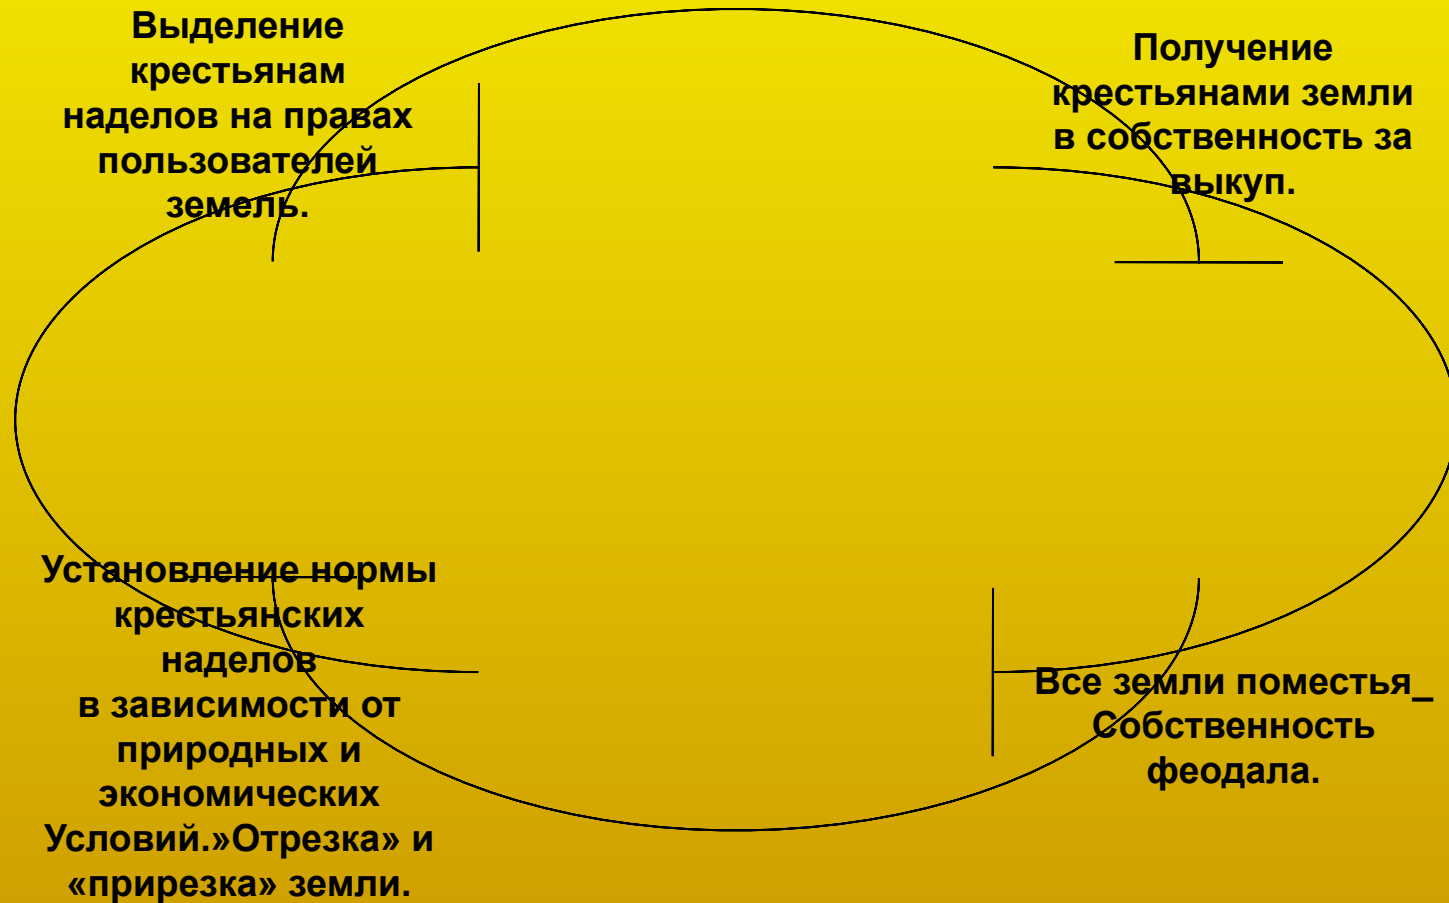 Выделение
крестьянам
наделов на правах
пользователей
земель.
Получение
крестьянами земли
в собственность за
выкуп.
Установление нормы
крестьянских
наделов
в зависимости от
природных и
экономических
Условий.»Отрезка» и
«прирезка» земли.
Все земли поместья_
Собственность
феодала.